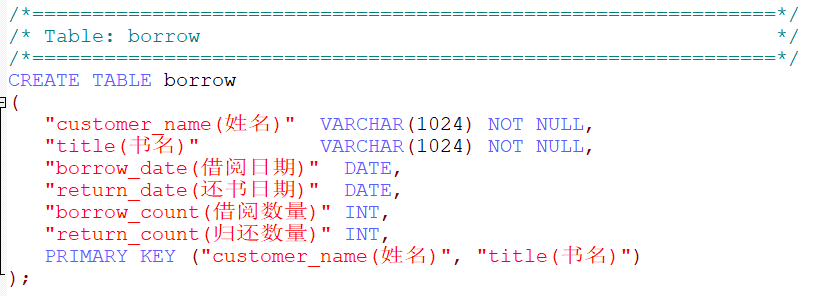 /*==============================================================*/
/* Table: borrow                                                */
/*==============================================================*/
CREATE TABLE borrow
(
   "customer_name(姓名)"  VARCHAR(1024) NOT NULL,
   "title(书名)"          VARCHAR(1024) NOT NULL,
   "borrow_date(借阅日期)"  DATE,
   "return_date(还书日期)"  DATE,
   "borrow_count(借阅数量)" INT,
   "return_count(归还数量)" INT,
   PRIMARY KEY ("customer_name(姓名)", "title(书名)")
);